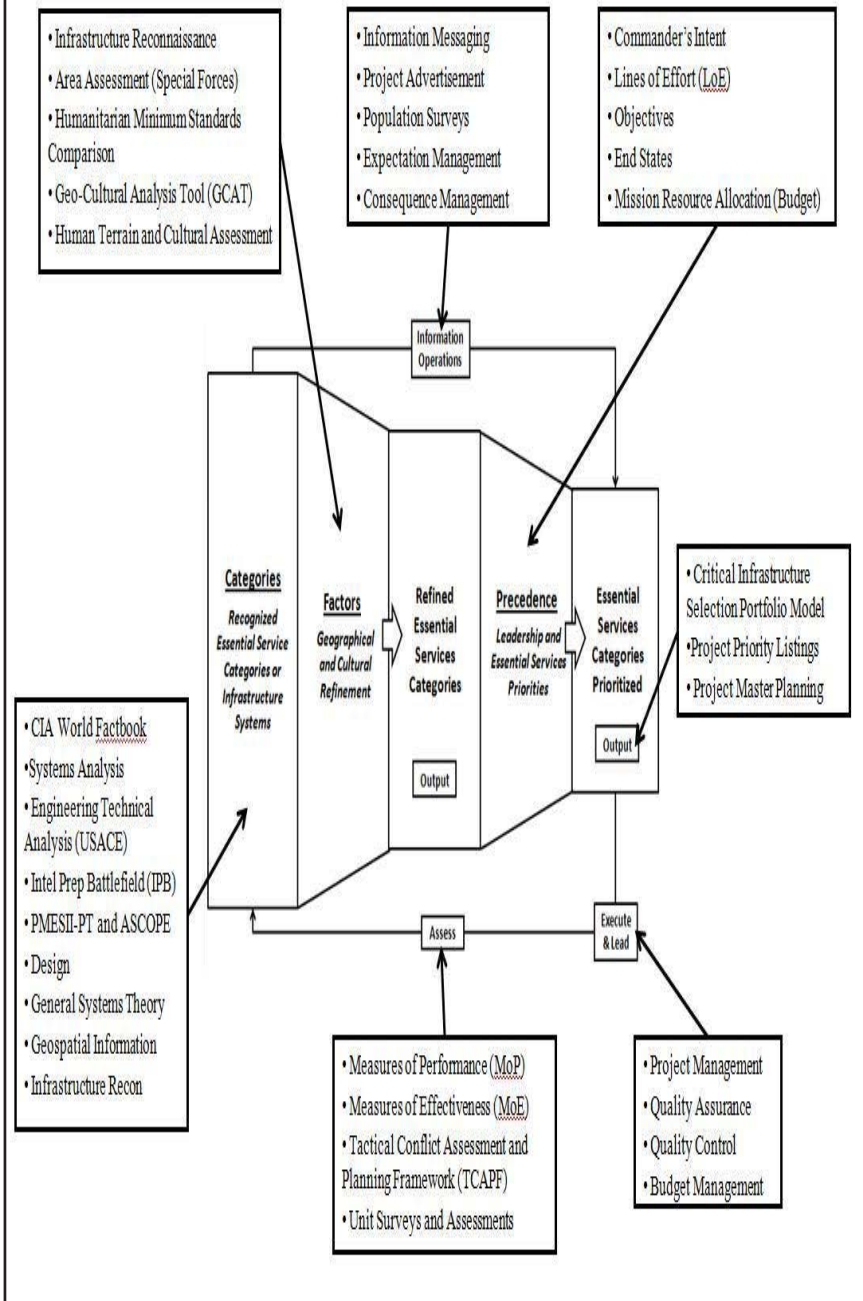 • Infrastructure Reconnaissance
• Area Assessment (Special Forces)
• Humanitarian Minimum Standards
Comparison
• Geo-Cultural Analysis Tool (GCAT)
• Human Terrain and Cultural Assessment
• Information Messaging
• Project Advertisement
• Population Surveys
• Expectation Management
• Consequence Management
• Commander's Intent
• Lines of Effort (LoE)
• Objectives
• End States
• Mission Resource Allocation (Budget)
Information
Operations
Categories
Recognized
Essential Service
Categories or
Infrastructure
Systems
Factors
Geographical
and Cultural
Refinement
Refined
Essential
Services
Categories
Output
Precedence
Leadership and
Essential Services
Priorities
Essential
Services
Categories
Prioritized
Output
• Critical Infrastructure
Selection Portfolio Model
•Project Priority Listings
• Project Master Planning
• CIA World Factbook
•Systems Analysis
• Engineering Technical
Analysis (USACE)
• Intel Prep Battlefield (IPB)
• PMESII-PT and ASCOPE
• Design
• General Systems Theory
• Geospatial Information
• Infrastructure Recon
Assess
Execute
& Lead
• Measures of Performance (MoP)
• Measures of Effectiveness (MoE)
• Tactical Conflict Assessment and
Planning Framework (TCAPF)
• Unit Surveys and Assessments
• Project Management
• Quality Assurance
• Quality Control
• Budget Management